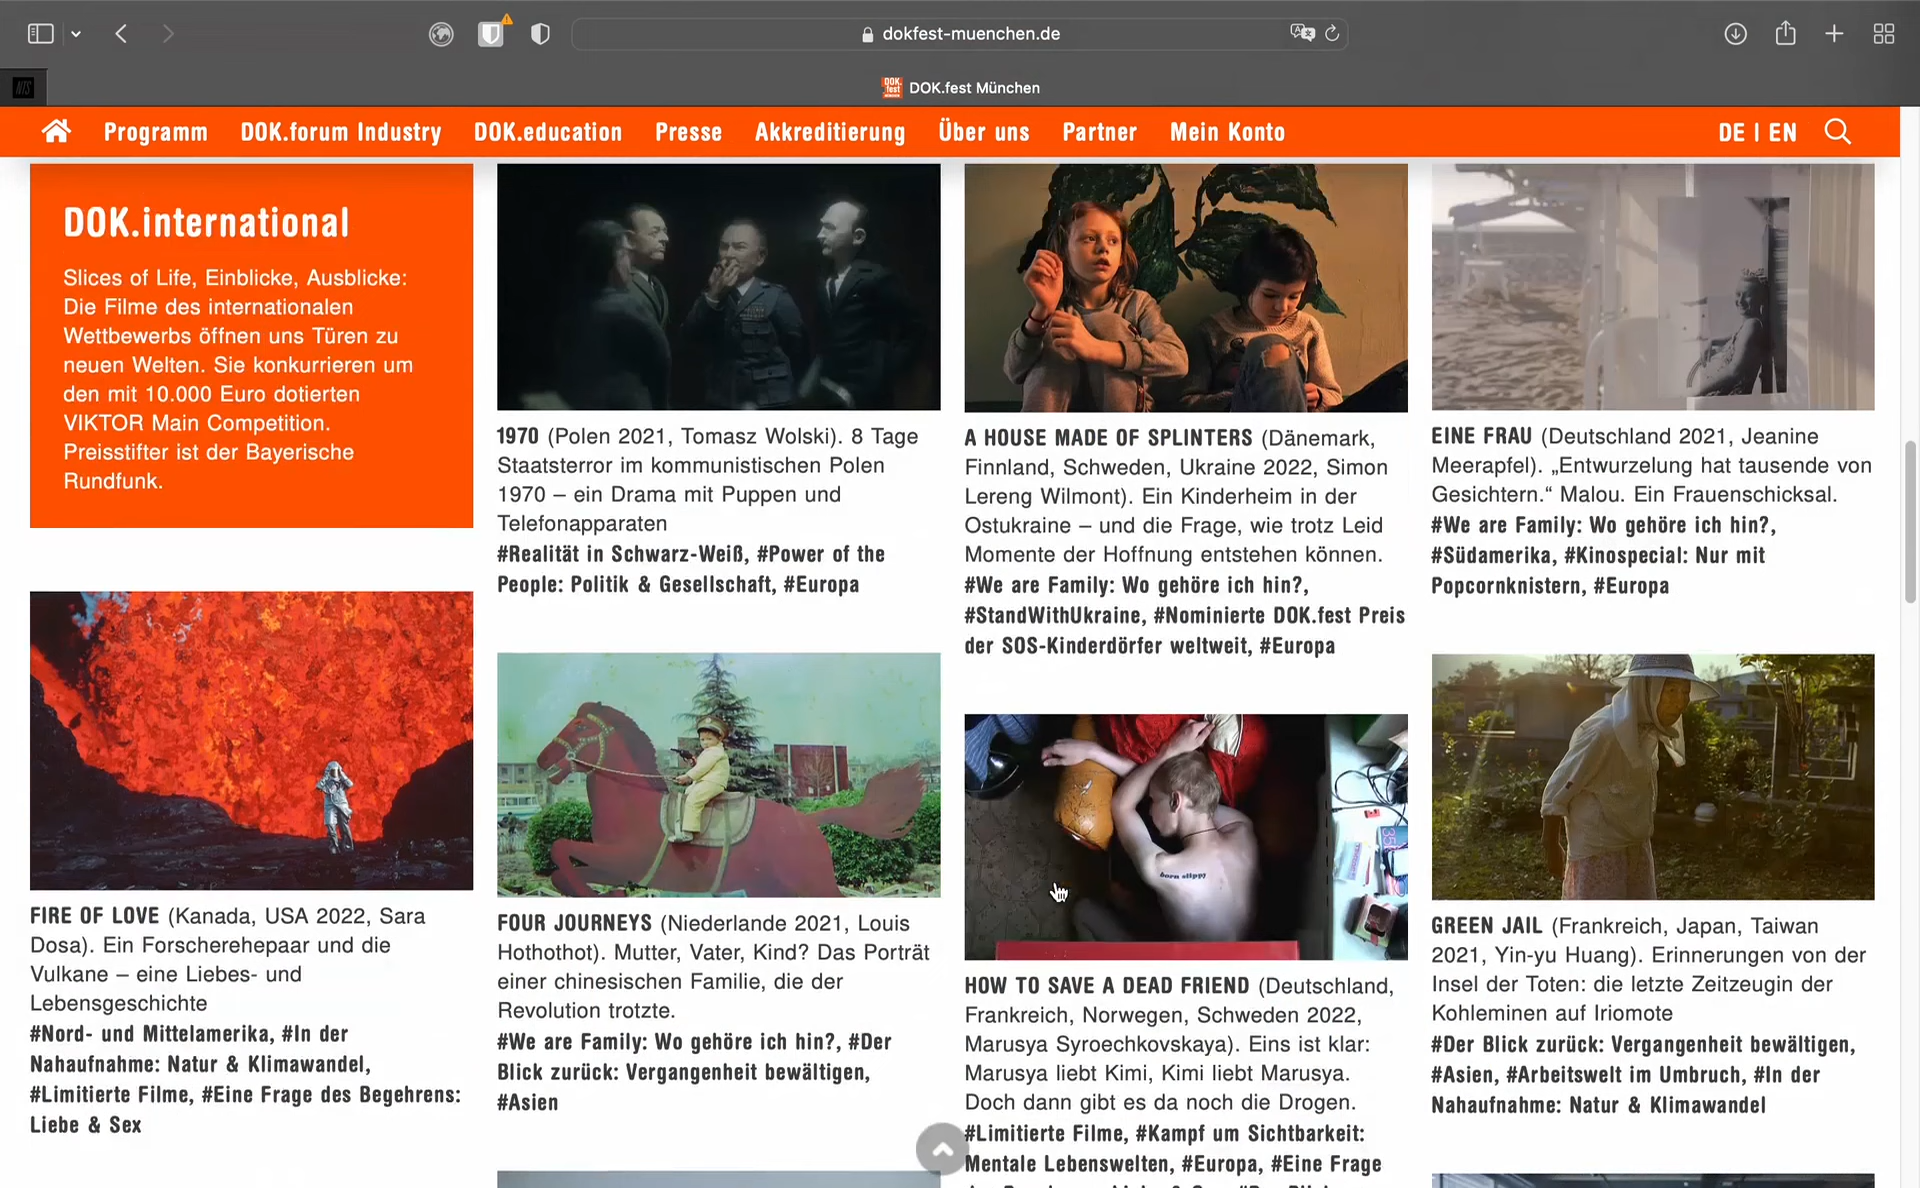 dokfest-muenchen.de
NTS
DOK.fest München
Programm
DOK.forum Industry
DOK.education
Presse
Akkreditierung
Über uns
Partner
Mein Konto
DE | EN
DOK.international
Slices of Life, Einblicke, Ausblicke:
Die Filme des internationalen
Wettbewerbs öffnen uns Türen zu
neuen Welten. Sie konkurrieren um
den mit 10.000 Euro dotierten
VIKTOR Main Competition.
Preisstifter ist der Bayerische
Rundfunk.
1970 (Polen 2021, Tomasz Wolski). 8 Tage
Staatsterror im kommunistischen Polen
1970 – ein Drama mit Puppen und
Telefonapparaten
#Realität in Schwarz-Weiß, #Power of the
People: Politik & Gesellschaft, #Europa
A HOUSE MADE OF SPLINTERS (Dänemark,
Finnland, Schweden, Ukraine 2022, Simon
Lereng Wilmont). Ein Kinderheim in der
Ostukraine – und die Frage, wie trotz Leid
Momente der Hoffnung entstehen können.
#We are Family: Wo gehöre ich hin?,
#StandWithUkraine, #Nominierte DOK.fest Preis
der SOS-Kinderdörfer weltweit, #Europa
EINE FRAU (Deutschland 2021, Jeanine
Meerapfel). „Entwurzelung hat tausende von
Gesichtern.“ Malou. Ein Frauenschicksal.
#We are Family: Wo gehöre ich hin?,
#Südamerika, #Kinospecial: Nur mit
Popcornknistern, #Europa
FIRE OF LOVE (Kanada, USA 2022, Sara
Dosa). Ein Forscherehepaar und die
Vulkane – eine Liebes- und
Lebensgeschichte
#Nord- und Mittelamerika, #In der
Nahaufnahme: Natur & Klimawandel,
#Limitierte Filme, #Eine Frage des Begehrens:
Liebe & Sex
FOUR JOURNEYS (Niederlande 2021, Louis
Hothothot). Mutter, Vater, Kind? Das Porträt
einer chinesischen Familie, die der
Revolution trotzte.
#We are Family: Wo gehöre ich hin?, #Der
Blick zurück: Vergangenheit bewältigen,
#Asien
born slippy
HOW TO SAVE A DEAD FRIEND (Deutschland,
Frankreich, Norwegen, Schweden 2022,
Marusya Syroechkovskaya). Eins ist klar:
Marusya liebt Kimi, Kimi liebt Marusya.
Doch dann gibt es da noch die Drogen.
#Limitierte Filme, #Kampf um Sichtbarkeit:
Mentale Lebenswelten, #Europa, #Eine Frage
GREEN JAIL (Frankreich, Japan, Taiwan
2021, Yin-yu Huang). Erinnerungen von der
Insel der Toten: die letzte Zeitzeugin der
Kohleminen auf Iriomote
#Der Blick zurück: Vergangenheit bewältigen,
#Asien, #Arbeitswelt im Umbruch, #In der
Nahaufnahme: Natur & Klimawandel